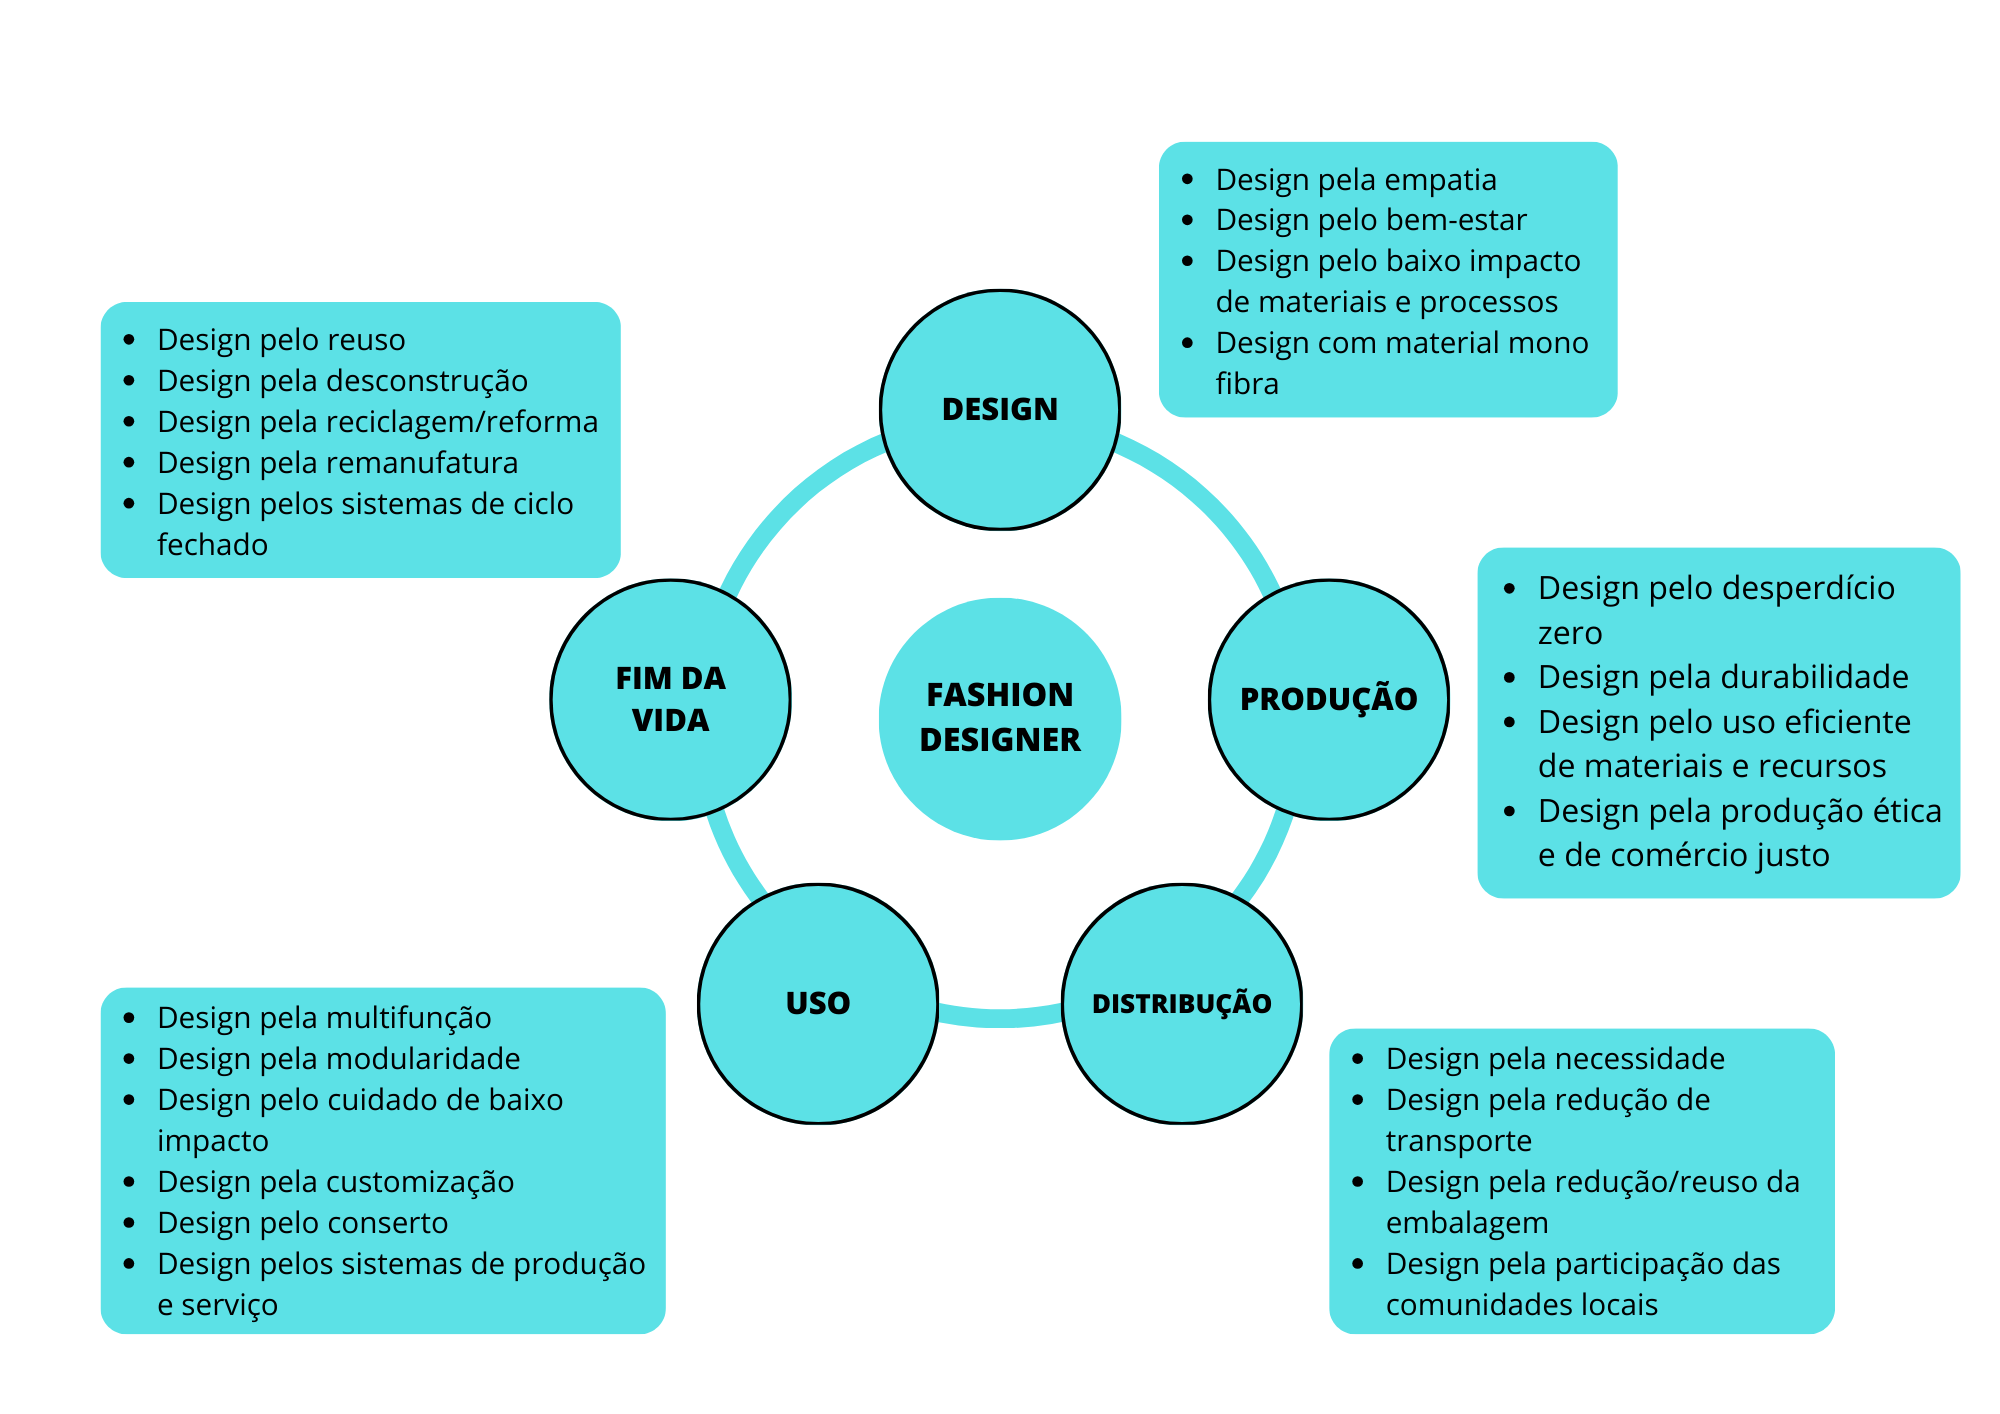 • Design pela empatia
• Design pelo bem-estar
• Design pelo baixo impacto
de materiais e processos
• Design com material mono
fibra
• Design pelo reuso
• Design pela desconstrução
• Design pela reciclagem/reforma
• Design pela remanufatura
• Design pelos sistemas de ciclo
fechado
DESIGN
• Design pelo desperdício
zero
• Design pela durabilidade
• Design pelo uso eficiente
de materiais e recursos
• Design pela produção ética
e de comércio justo
FIM DA
VIDA
FASHION
DESIGNER
PRODUÇÃO
USO
DISTRIBUÇÃO
• Design pela multifunção
• Design pela modularidade
• Design pelo cuidado de baixo
impacto
• Design pela customização
• Design pelo conserto
• Design pelos sistemas de produção
e serviço
• Design pela necessidade
• Design pela redução de
transporte
• Design pela redução/reuso da
embalagem
• Design pela participação das
comunidades locais